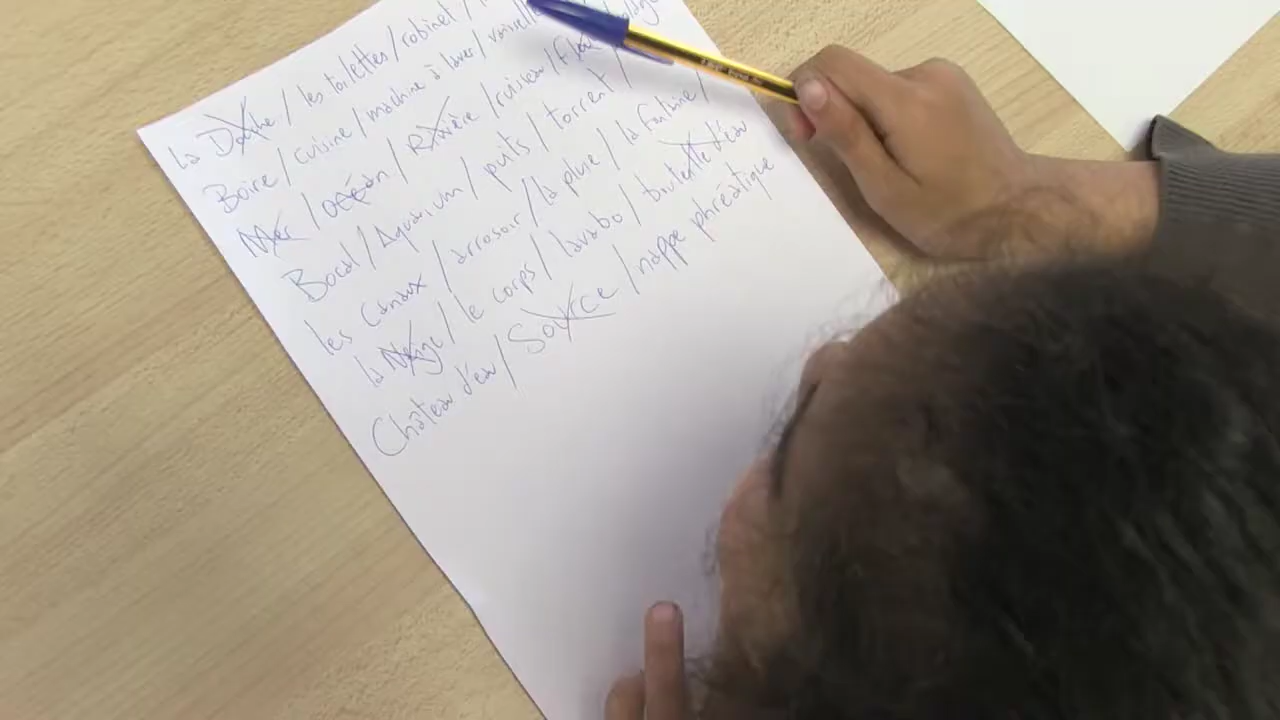 la Douche / les toilettes / robinet /
Boire / cuisine / machine à laver / vaisselle
Mer / océan / Rivière / ruisseau /
Bocal / Aquarium / puits / torrent /
les Canaux / arrosoir / la pluie / la Fontaine /
la Neige / le corps / lavabo / bouteille d'eau
Château d'eau / Source / nappe phréatique